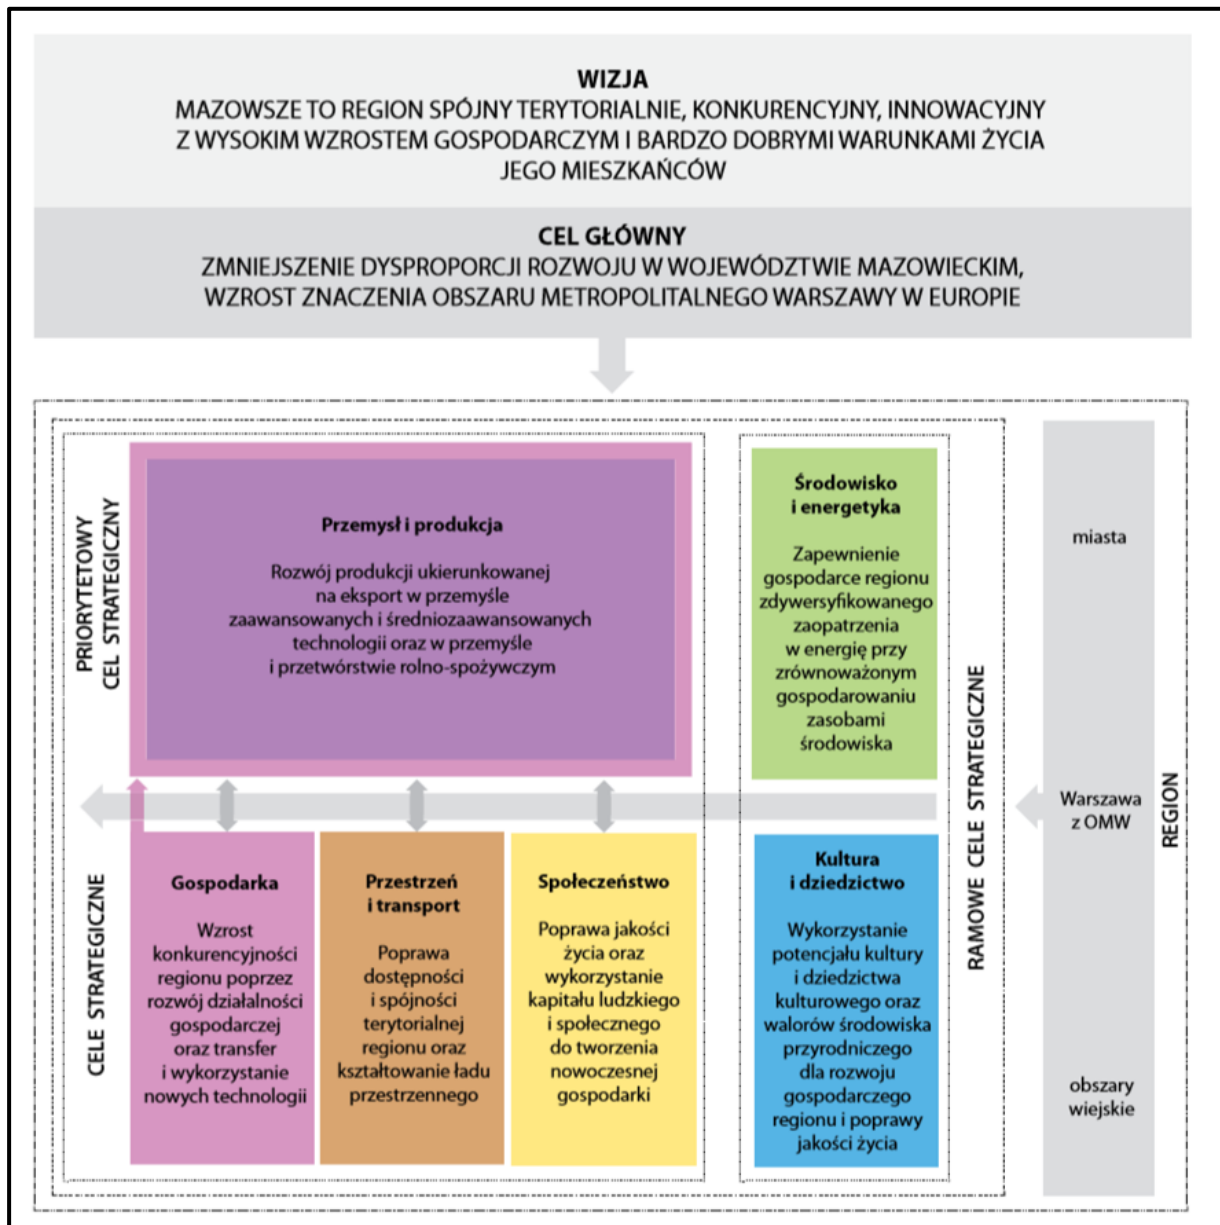 WIZJA
MAZOWSZE TO REGION SPÓJNY TERYTORIALNIE, KONKURENCYJNY, INNOWACYJNY
Z WYSOKIM WZROSTEM GOSPODARCZYM I BARDZO DOBRYMI WARUNKAMI ŻYCIA
JEGO MIESZKAŃCÓW
CEL GŁÓWNY
ZMNIEJSZENIE DYSPROPORCJI ROZWOJU W WOJEWÓDZTWIE MAZOWIECKIM,
WZROST ZNACZENIA OBSZARU METROPOLITALNEGO WARSZAWY W EUROPIE
PRIORYTETOWY
CEL STRATEGICZNY
Przemysł i produkcja
Rozwój produkcji ukierunkowanej
na eksport w przemyśle
zaawansowanych i średniozaawansowanych
technologii oraz w przemyśle
i przetwórstwie rolno-spożywczym
Środowisko
i energetyka
Zapewnienie
gospodarce regionu
zdywersyfikowanego
zaopatrzenia
w energię przy
zrównoważonym
gospodarowaniu
zasobami
środowiska
CELE STRATEGICZNE
Gospodarka
Wzrost
konkurencyjności
regionu poprzez
rozwój działalności
gospodarczej
oraz transfer
i wykorzystanie
nowych technologii
Przestrzeń
i transport
Poprawa
dostępności
i spójności
terytorialnej
regionu oraz
kształtowanie ładu
przestrzennego
Społeczeństwo
Poprawa jakości
życia oraz
wykorzystanie
kapitału ludzkiego
i społecznego
do tworzenia
nowoczesnej
gospodarki
Kultura
i dziedzictwo
Wykorzystanie
potencjału kultury
i dziedzictwa
kulturowego oraz
walorów środowiska
przyrodniczego
dla rozwoju
gospodarczego
regionu i poprawy
jakości życia
RAMOWE CELE STRATEGICZNE
miasta
Warszawa
z OMW
obszary
wiejskie
REGION